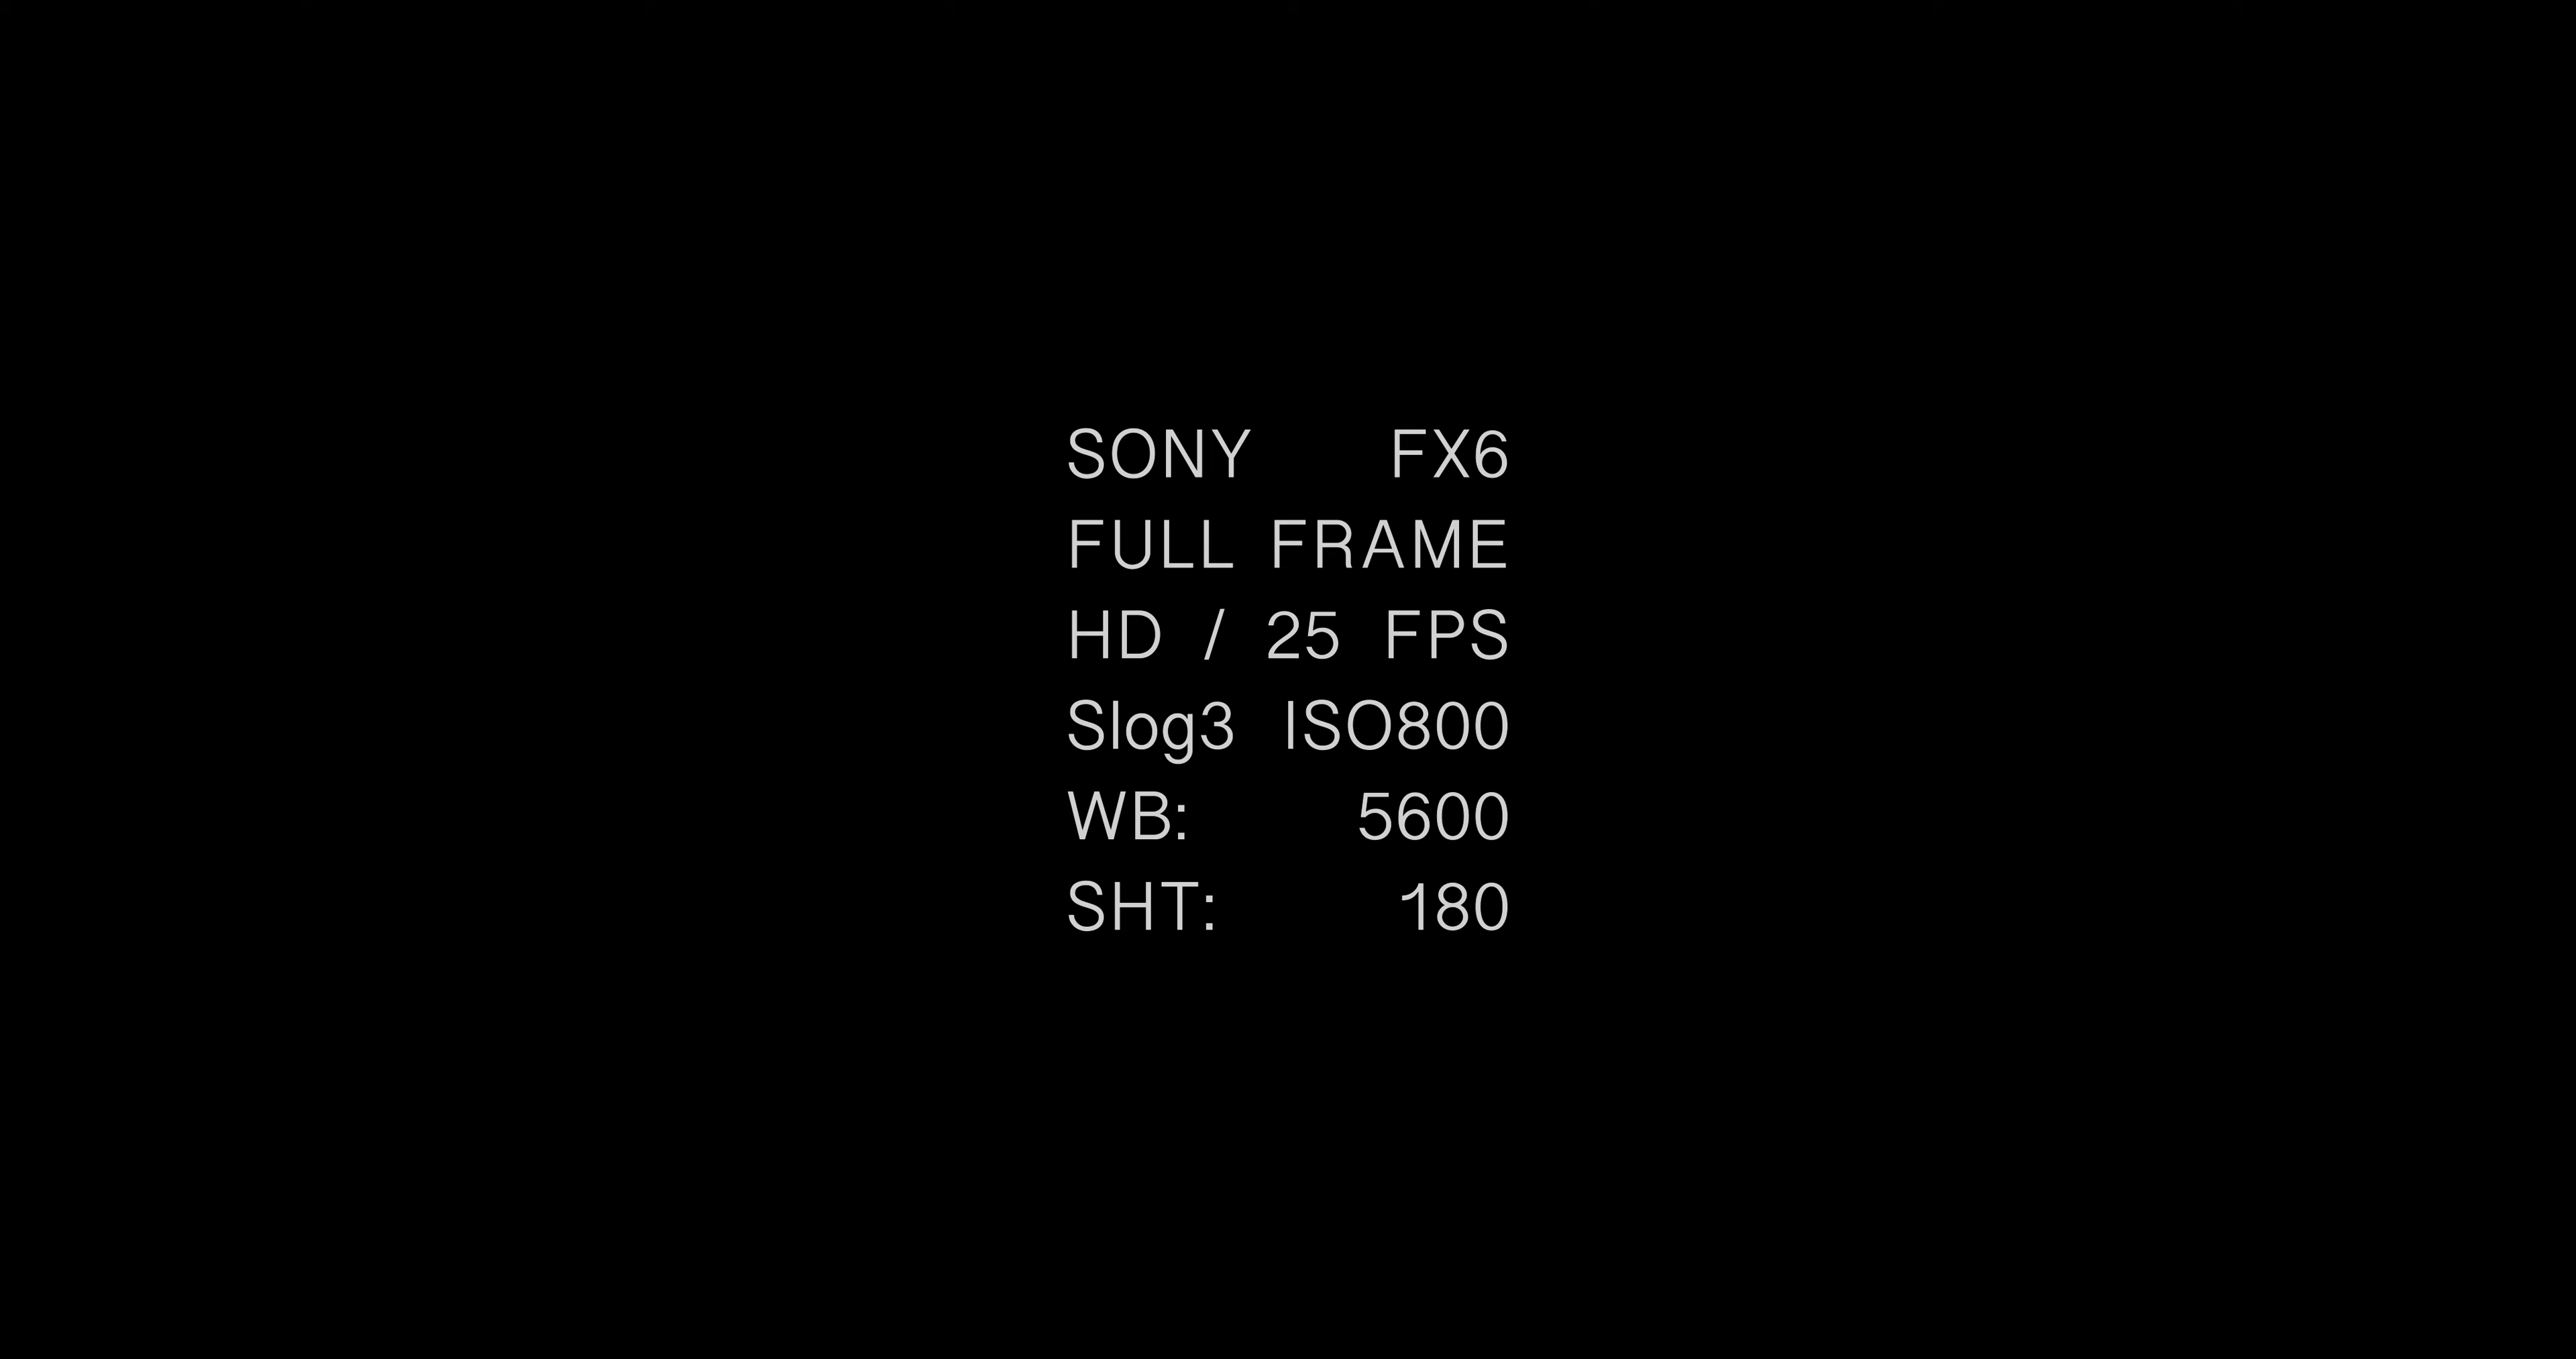 SONY FX6
FULL FRAME
HD / 25 FPS
Slog3 ISO800
WB: 5600
SHT: 180